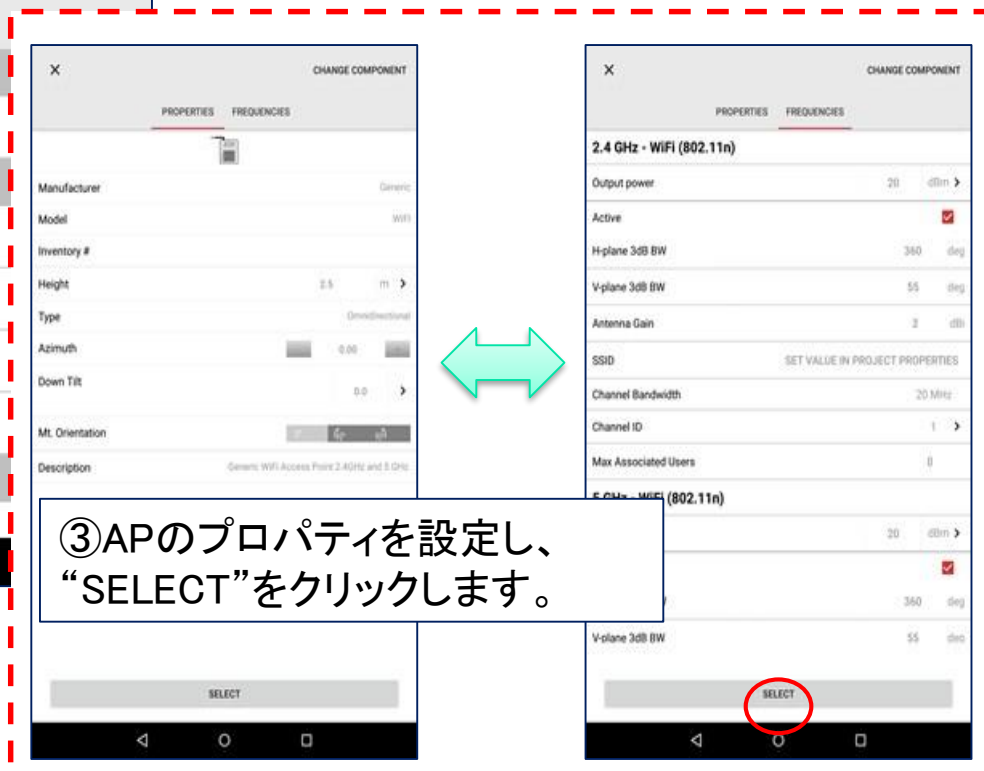 CHANGE COMPONENT
PROPERTIES FREQUENCIES
Manufacturer Generic
Model WiFi
Inventory #
Height 2.5 m
Type Omnidirectional
Azimuth 0.00
Down Tilt 0.0
Mt. Orientation
Description Generic WiFi Access Point 2.4GHz and 5 GHz
SELECT
CHANGE COMPONENT
PROPERTIES FREQUENCIES
2.4 GHz - WiFi (802.11n)
Output power 20 dBm
Active
H-plane 3dB BW 360 deg
V-plane 3dB BW 55 deg
Antenna Gain 2 dBi
SSID SET VALUE IN PROJECT PROPERTIES
Channel Bandwidth 20 MHz
Channel ID 1
Max Associated Users 0
5 GHz - WiFi (802.11n)
20 dBm
360 deg
V-plane 3dB BW 55 deg
SELECT
③APのプロパティを設定し、
“SELECT”をクリックします。